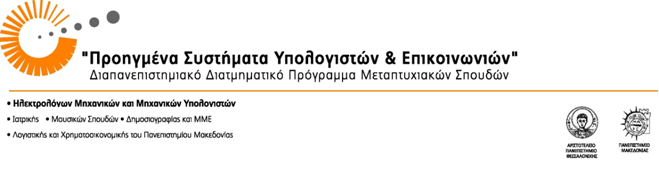 "Προηγμένα Συστήματα Υπολογιστών & Επικοινωνιών"
Διαπανεπιστημιακό Διατμηματικό Πρόγραμμα Μεταπτυχιακών Σπουδών
• Ηλεκτρολόγων Μηχανικών και Μηχανικών Υπολογιστών
• Ιατρικής • Μουσικών Σπουδών • Δημοσιογραφίας και ΜΜΕ
• Λογιστικής και Χρηματοοικονομικής του Πανεπιστημίου Μακεδονίας
ΑΡΙΣΤΟΤΕΛΕΙΟ
ΠΑΝΕΠΙΣΤΗΜΙΟ
ΘΕΣΣΑΛΟΝΙΚΗΣ
ΠΑΝΕΠΙΣΤΗΜΙΟ
ΜΑΚΕΔΟΝΙΑΣ